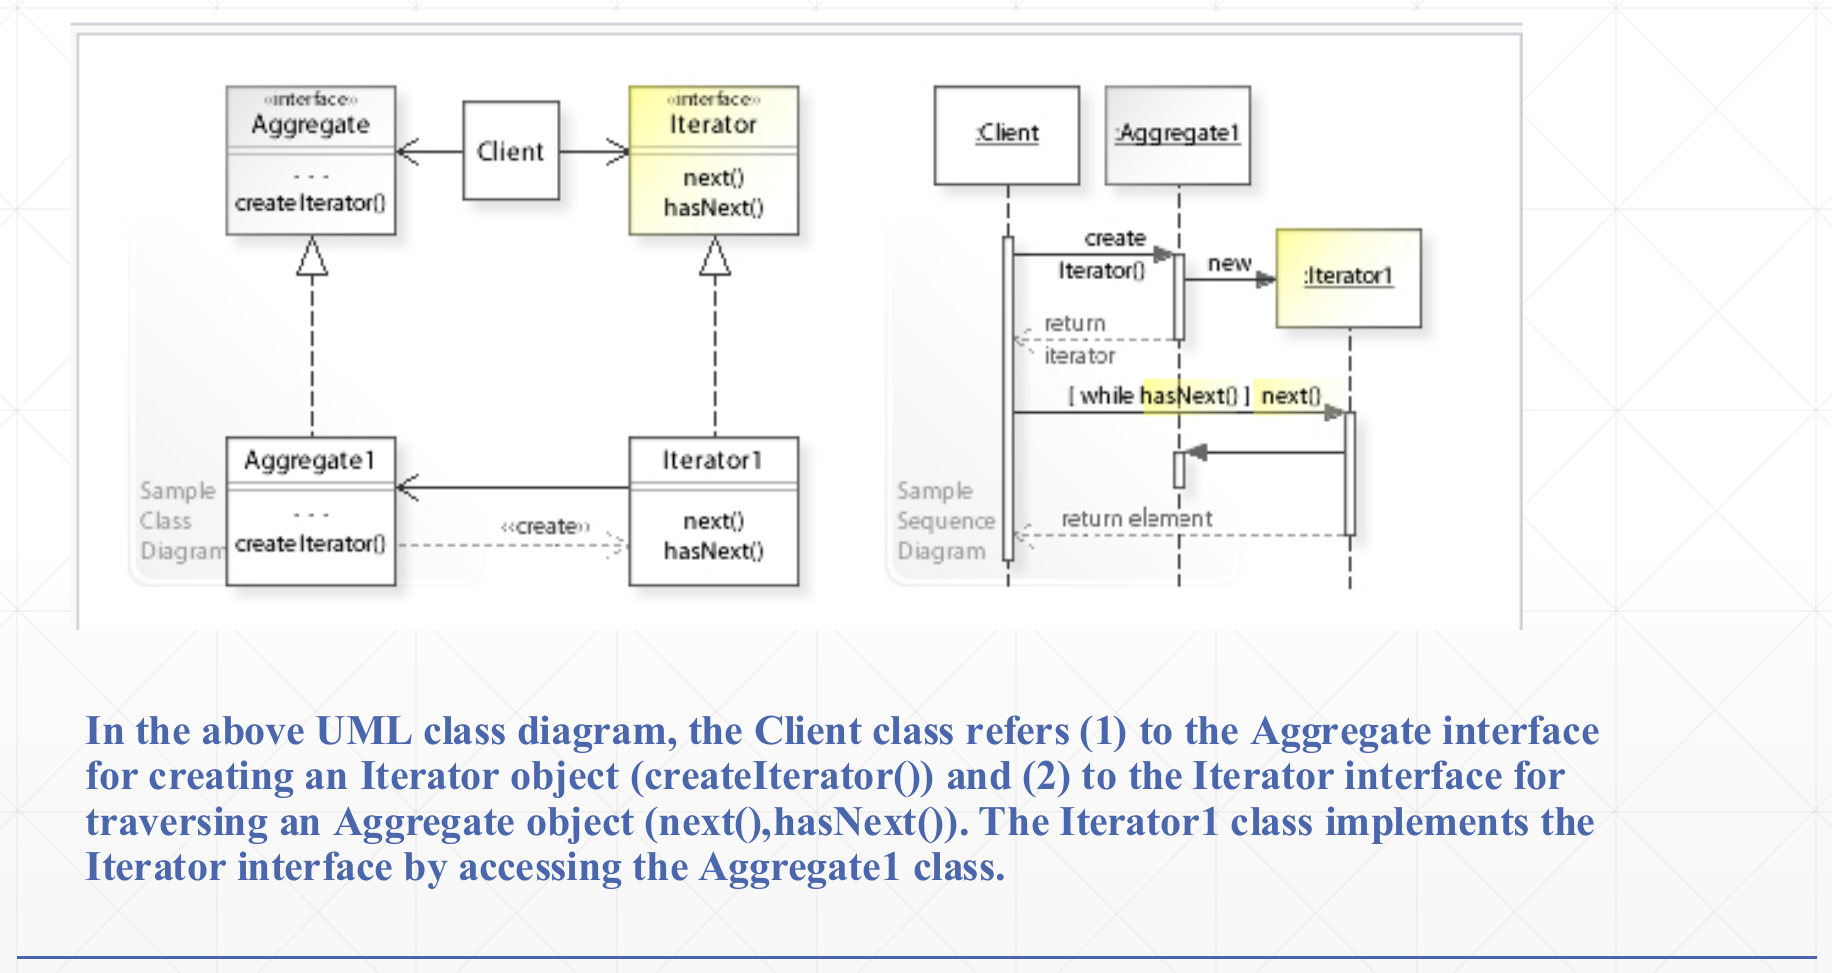 «interface»
Aggregate
- - -
createIterator()
Client
«interface»
Iterator
next()
hasNext()
Aggregate1
- - -
createIterator()
«create»
Iterator1
next()
hasNext()
Sample
Class
Diagram
:Client
:Aggregate1
:Iterator1
create
Iterator()
new
return
iterator
[ while hasNext() ] next()
return element
Sample
Sequence
Diagram
In the above UML class diagram, the Client class refers (1) to the Aggregate interface
for creating an Iterator object (createIterator()) and (2) to the Iterator interface for
traversing an Aggregate object (next(),hasNext()). The Iterator1 class implements the
Iterator interface by accessing the Aggregate1 class.